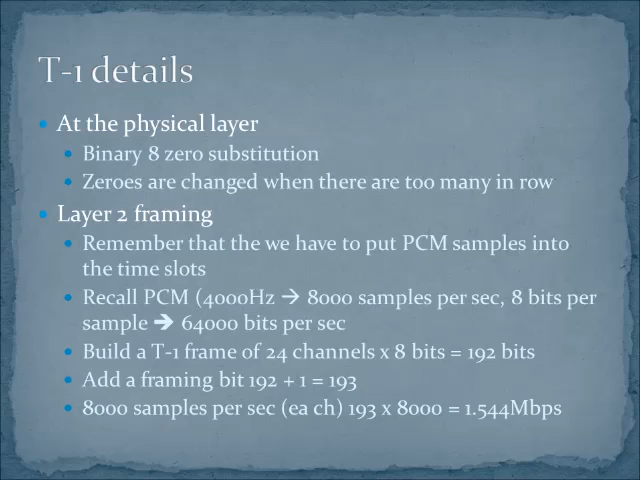 T-1 details
At the physical layer
Binary 8 zero substitution
Zeroes are changed when there are too many in row
Layer 2 framing
Remember that the we have to put PCM samples into
the time slots
Recall PCM (4000Hz → 8000 samples per sec, 8 bits per
sample ➔ 64000 bits per sec
Build a T-1 frame of 24 channels x 8 bits = 192 bits
Add a framing bit 192 + 1 = 193
8000 samples per sec (ea ch) 193 x 8000 = 1.544Mbps